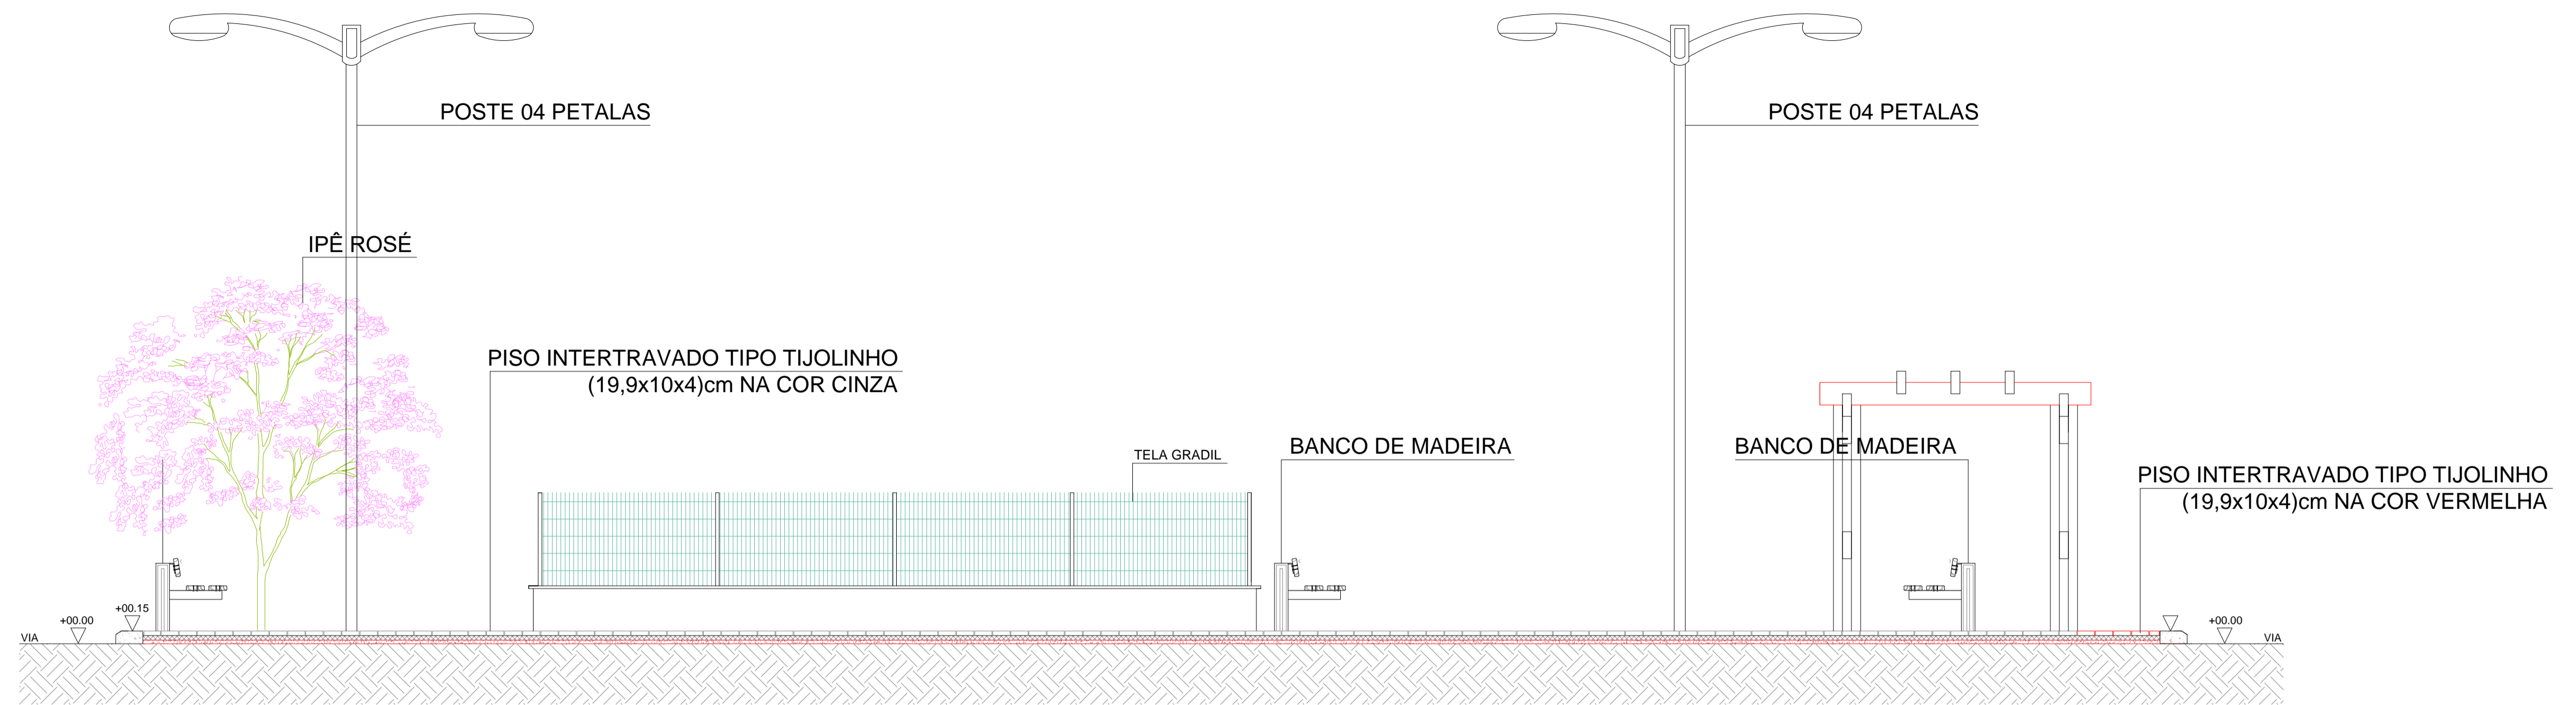 POSTE 04 PETALAS
POSTE 04 PETALAS
IPÊ ROSÉ
PISO INTERTRAVADO TIPO TIJOLINHO
(19,9x10x4)cm NA COR CINZA
TELA GRADIL
BANCO DE MADEIRA
BANCO DE MADEIRA
PISO INTERTRAVADO TIPO TIJOLINHO
(19,9x10x4)cm NA COR VERMELHA
VIA
+00.00
+00.15
+00.00
VIA